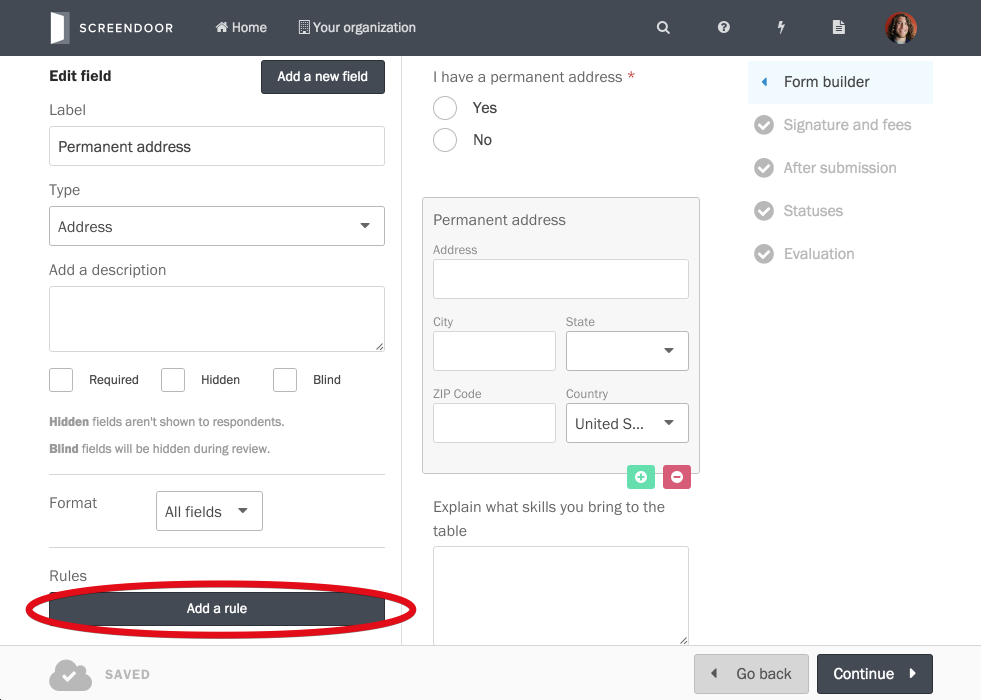 SCREENDOOR
Home
Your organization
Edit field
Add a new field
Label
Permanent address
Type
Address
Add a description
Required
Hidden
Blind
Hidden fields aren't shown to respondents.
Blind fields will be hidden during review.
Format
All fields
Rules
Add a rule
I have a permanent address *
Yes
No
Permanent address
Address
City
State
ZIP Code
Country
United S...
Explain what skills you bring to the
table
Form builder
Signature and fees
After submission
Statuses
Evaluation
SAVED
Go back
Continue